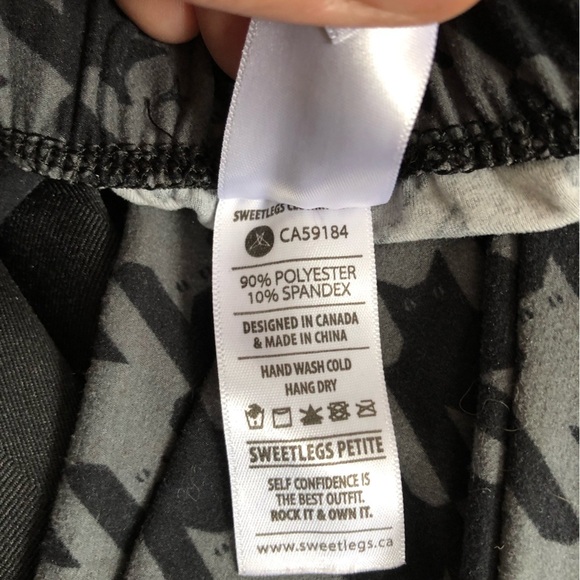 SWEETLEGS
CA59184
90% POLYESTER
10% SPANDEX
DESIGNED IN CANADA
& MADE IN CHINA
HAND WASH COLD
HANG DRY
SWEETLEGS PETITE
SELF CONFIDENCE IS
THE BEST OUTFIT.
ROCK IT & OWN IT.
www.sweetlegs.ca